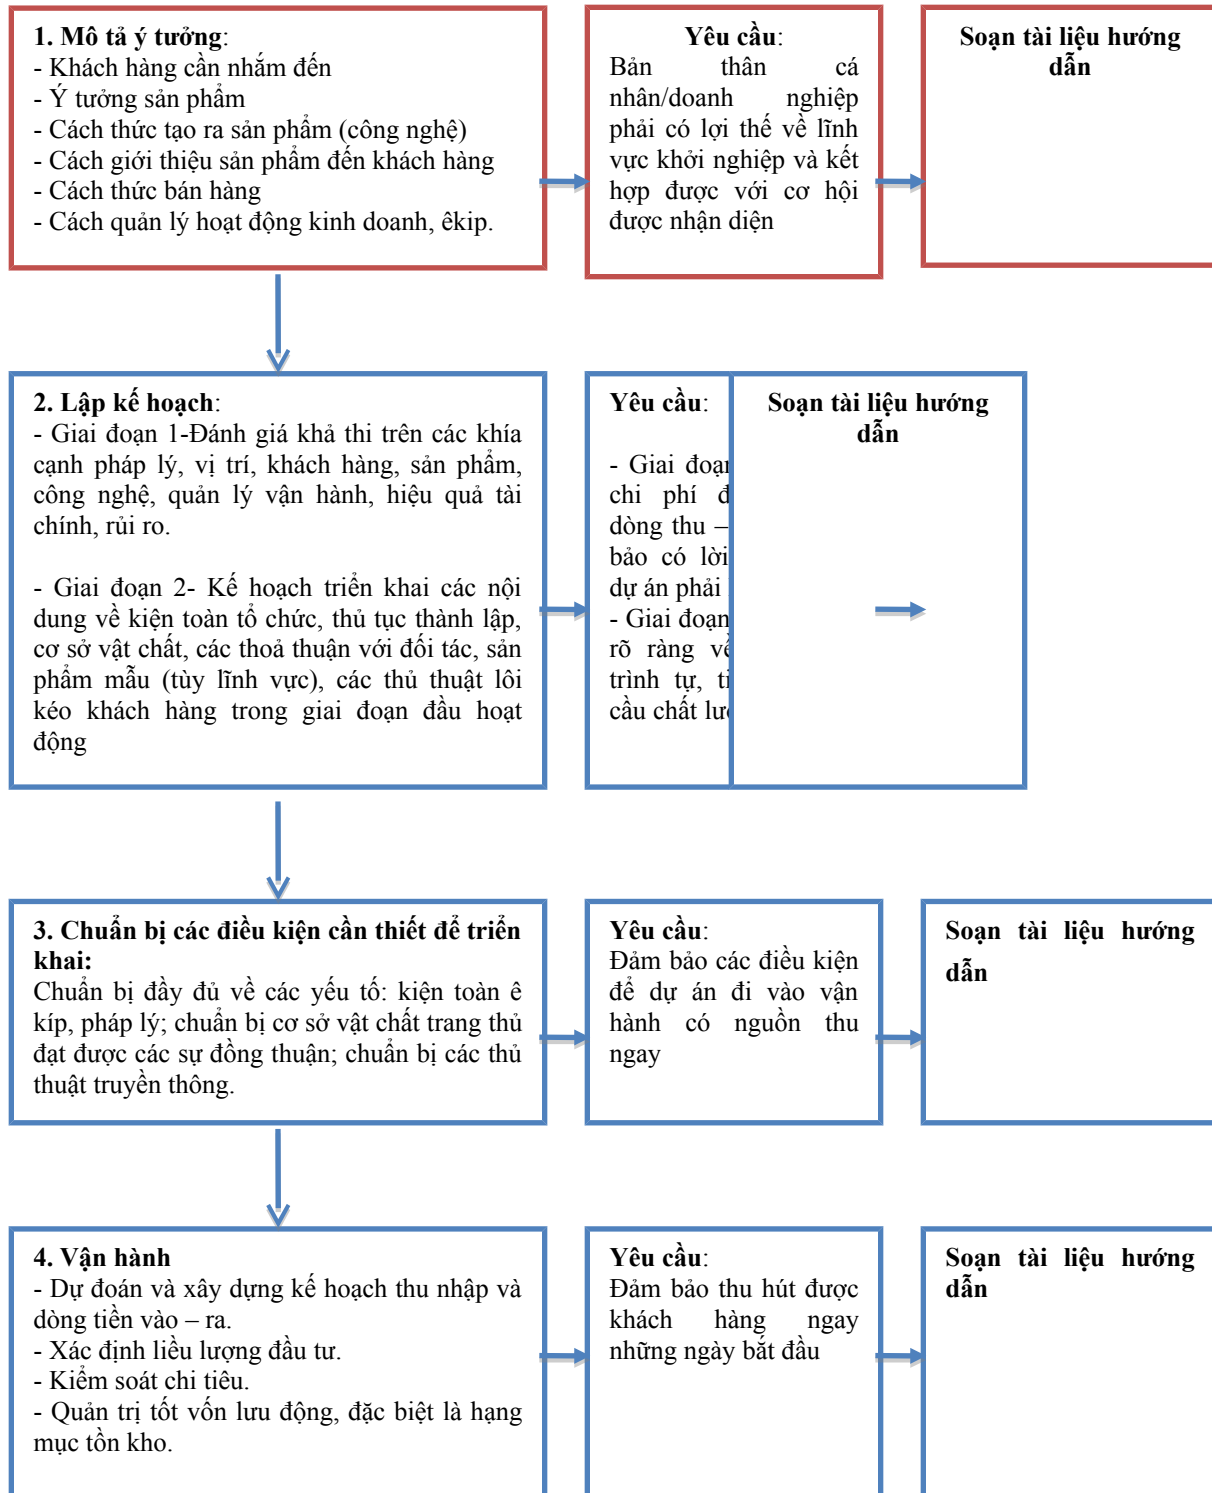 1. Mô tả ý tưởng:
- Khách hàng cần nhắm đến
- Ý tưởng sản phẩm
- Cách thức tạo ra sản phẩm (công nghệ)
- Cách giới thiệu sản phẩm đến khách hàng
- Cách thức bán hàng
- Cách quản lý hoạt động kinh doanh, êkip.
Yêu cầu:
Bản thân cá
nhân/doanh nghiệp
phải có lợi thế về lĩnh
vực khởi nghiệp và kết
hợp được với cơ hội
được nhận diện
Soạn tài liệu hướng
dẫn
2. Lập kế hoạch:
- Giai đoạn 1-Đánh giá khả thi trên các khía
cạnh pháp lý, vị trí, khách hàng, sản phẩm,
công nghệ, quản lý vận hành, hiệu quả tài
chính, rủi ro.
- Giai đoạn 2- Kế hoạch triển khai các nội
dung về kiện toàn tổ chức, thủ tục thành lập,
cơ sở vật chất, các thoả thuận với đối tác, sản
phẩm mẫu (tùy lĩnh vực), các thủ thuật lôi
kéo khách hàng trong giai đoạn đầu hoạt
động
Yêu cầu:
- Giai đoạn
chi phí
dòng thu –
bảo có lời
dự án phải
- Giai đoạn
rõ ràng về
trình tự,
cầu chất
Soạn tài liệu hướng
dẫn
3. Chuẩn bị các điều kiện cần thiết để triển
khai:
Chuẩn bị đầy đủ về các yếu tố: kiện toàn ê
kíp, pháp lý; chuẩn bị cơ sở vật chất trang thủ
đạt được các sự đồng thuận; chuẩn bị các thủ
thuật truyền thông.
Yêu cầu:
Đảm bảo các điều kiện
để dự án đi vào vận
hành có nguồn thu
ngay
Soạn tài liệu hướng
dẫn
4. Vận hành
- Dự đoán và xây dựng kế hoạch thu nhập và
dòng tiền vào – ra.
- Xác định liều lượng đầu tư.
- Kiểm soát chi tiêu.
- Quản trị tốt vốn lưu động, đặc biệt là hạng
mục tồn kho.
Yêu cầu:
Đảm bảo thu hút được
khách hàng ngay
những ngày bắt đầu
Soạn tài liệu hướng
dẫn